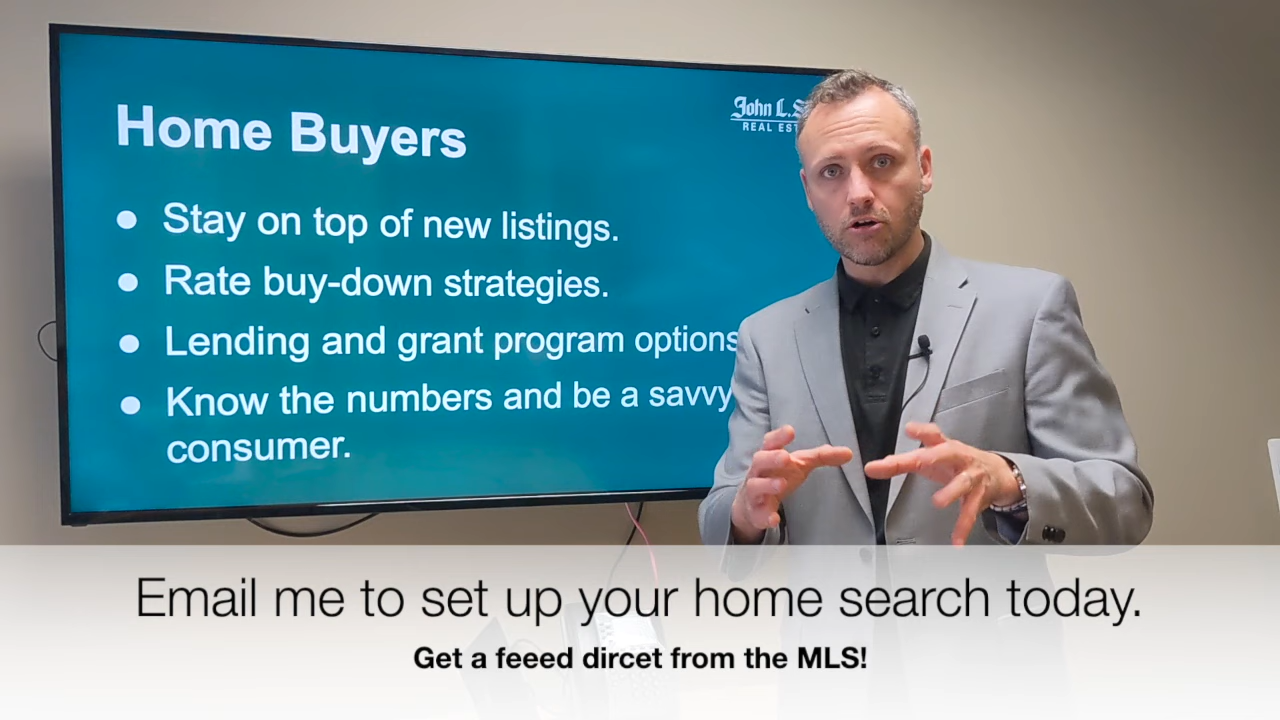 Home Buyers
John L.
REAL
• Stay on top of new listings.
• Rate buy-down strategies.
• Lending and grant program options
• Know the numbers and be a savvy
consumer.
Email me to set up your home search today.
Get a feeed dircet from the MLS!